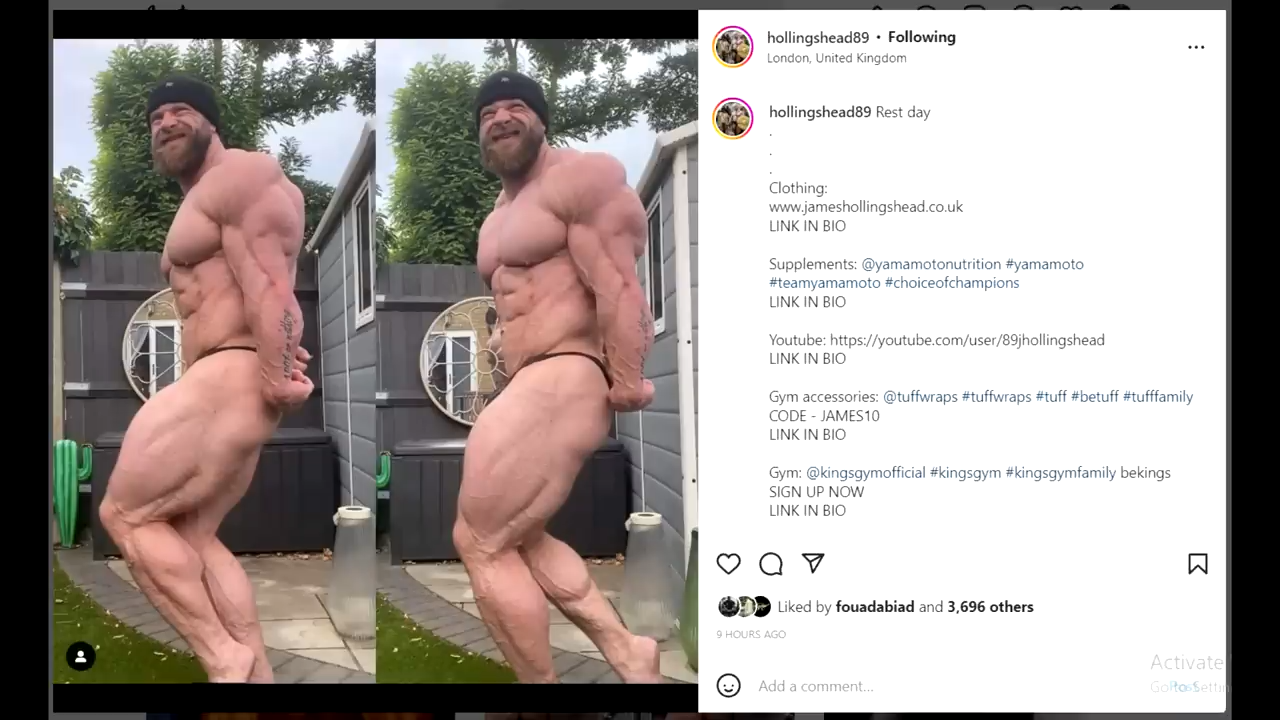 hollingshead89 • Following
London, United Kingdom
hollingshead89 Rest day
.
.
.
Clothing:
www.jameshollingshead.co.uk
LINK IN BIO
Supplements: @yamamotonutrition #yamamoto
#teamyamamoto #choiceofchampions
LINK IN BIO
Youtube: https://youtube.com/user/89jhollingshead
LINK IN BIO
Gym accessories: @tuffwraps #tuffwraps #tuff #betuff #tufffamily
CODE - JAMES10
LINK IN BIO
Gym: @kingsgymofficial #kingsgym #kingsgymfamily bekings
SIGN UP NOW
LINK IN BIO
Liked by fouadabiad and 3,696 others
9 HOURS AGO
Activate
Add a comment...